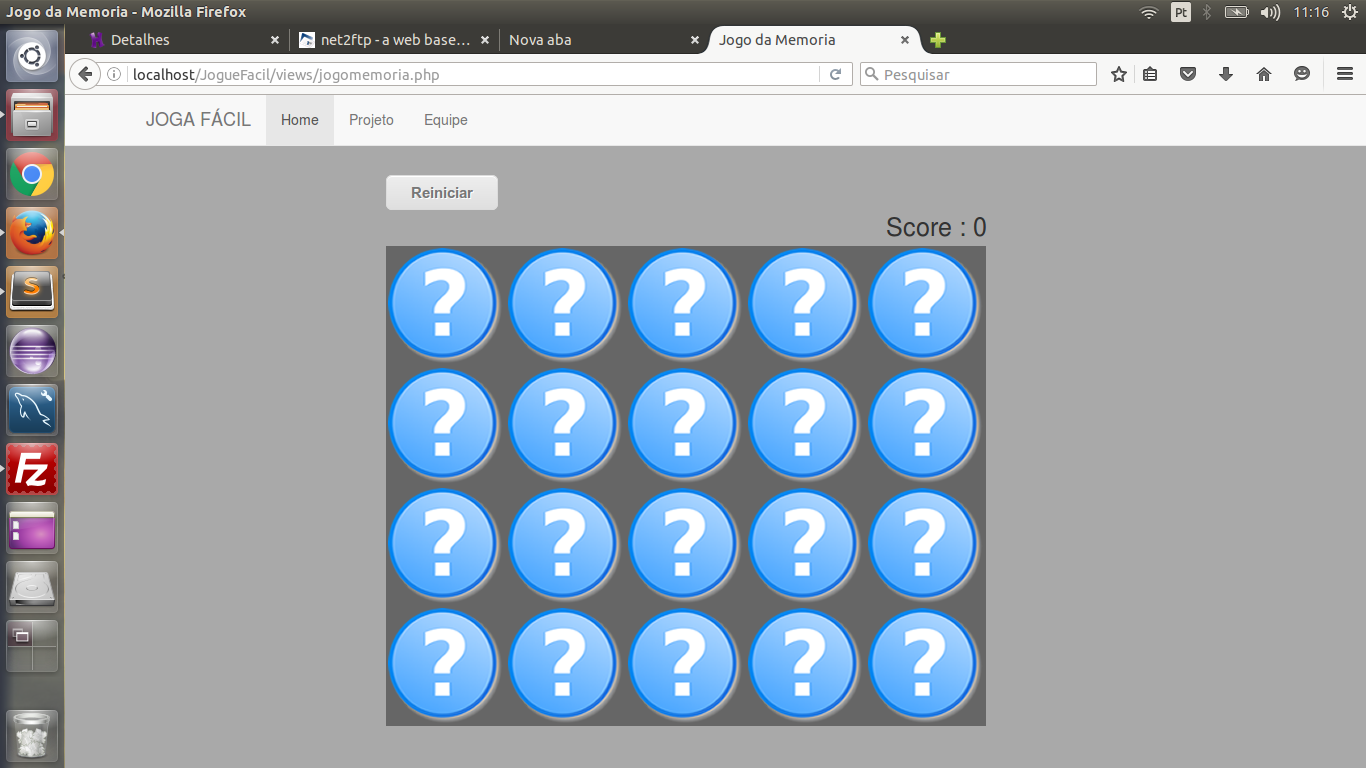 Jogo da Memoria - Mozilla Firefox
Pt
11:16
Detalhes
net2ftp - a web base...
Nova aba
Jogo da Memoria
localhost/JogueFacil/views/jogomemoria.php
Pesquisar
JOGA FÁCIL
Home
Projeto
Equipe
Reiniciar
Score : 0
? ? ? ? ?
? ? ? ? ?
? ? ? ? ?
? ? ? ? ?
S
Fz